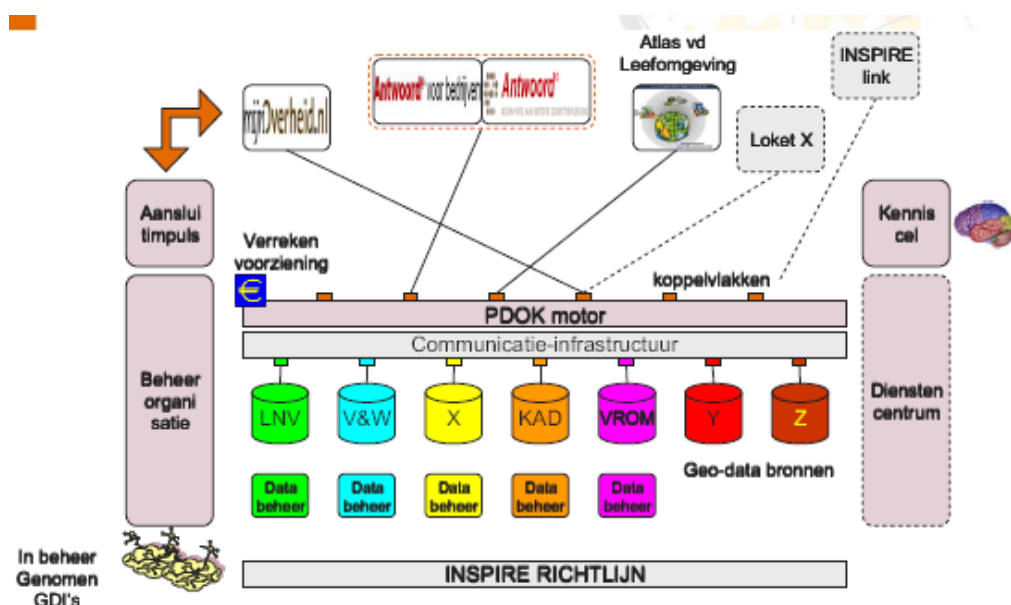 Atlas vd
Leefomgeving
INSPIRE
link
mijnOverheid.nl
Antwoord® voor bedrijven
Antwoord®
Loket X
Aanslui
timpuls
Kennis
cel
Verreken
voorziening
€
koppelvlakken
PDOK motor
Communicatie-infrastructuur
Beheer
organi
satie
LNV
V&W
X
KAD
VROM
Y
Z
Diensten
centrum
Geo-data bronnen
Data
beheer
Data
beheer
Data
beheer
Data
beheer
Data
beheer
In beheer
Genomen
GDI's
INSPIRE RICHTLIJN